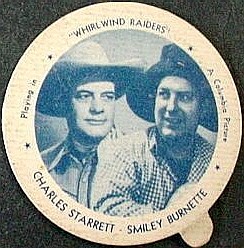 "WHIRLWIND RAIDERS"
Playing in
A Columbia Picture
CHARLES STARRETT - SMILEY BURNETTE